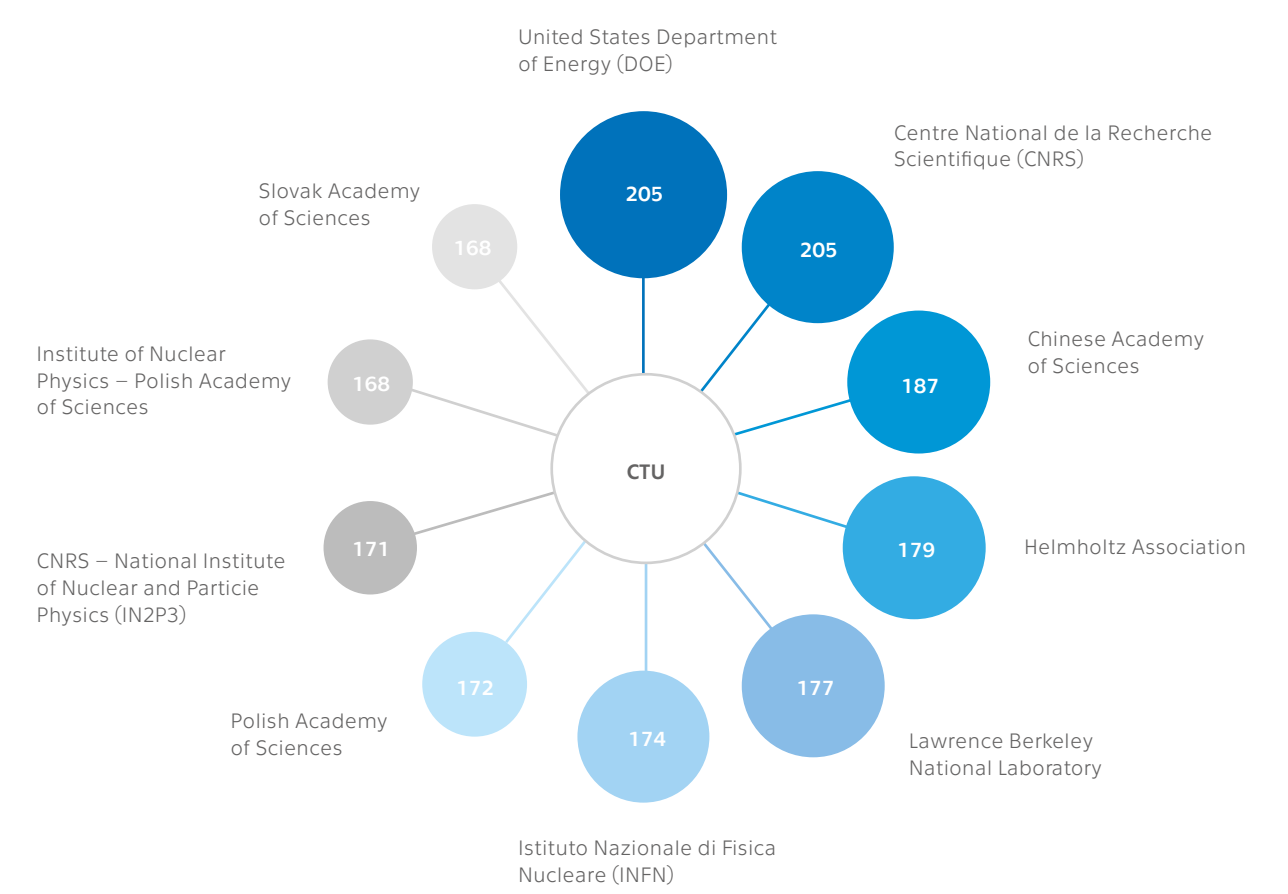 United States Department
of Energy (DOE)
205
Centre National de la Recherche
Scientifique (CNRS)
205
Chinese Academy
of Sciences
187
Helmholtz Association
179
Lawrence Berkeley
National Laboratory
177
Istituto Nazionale di Fisica
Nucleare (INFN)
174
Polish Academy
of Sciences
172
CNRS – National Institute
of Nuclear and Particie
Physics (IN2P3)
171
Institute of Nuclear
Physics – Polish Academy
of Sciences
168
Slovak Academy
of Sciences
168
CTU